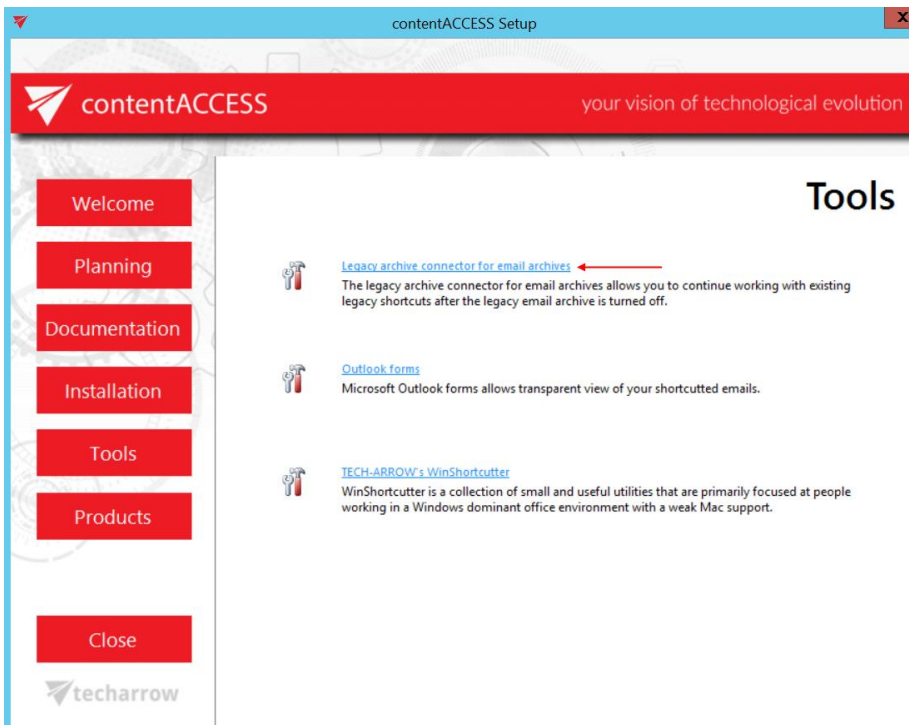 contentACCESS Setup
X
contentACCESS
your vision of technological evolution
Welcome
Planning
Documentation
Installation
Tools
Products
Close
techarrow
Tools
Legacy archive connector for email archives
The legacy archive connector for email archives allows you to continue working with existing
legacy shortcuts after the legacy email archive is turned off.
Outlook forms
Microsoft Outlook forms allows transparent view of your shortcutted emails.
TECH-ARROW's WinShortcutter
WinShortcutter is a collection of small and useful utilities that are primarily focused at people
working in a Windows dominant office environment with a weak Mac support.